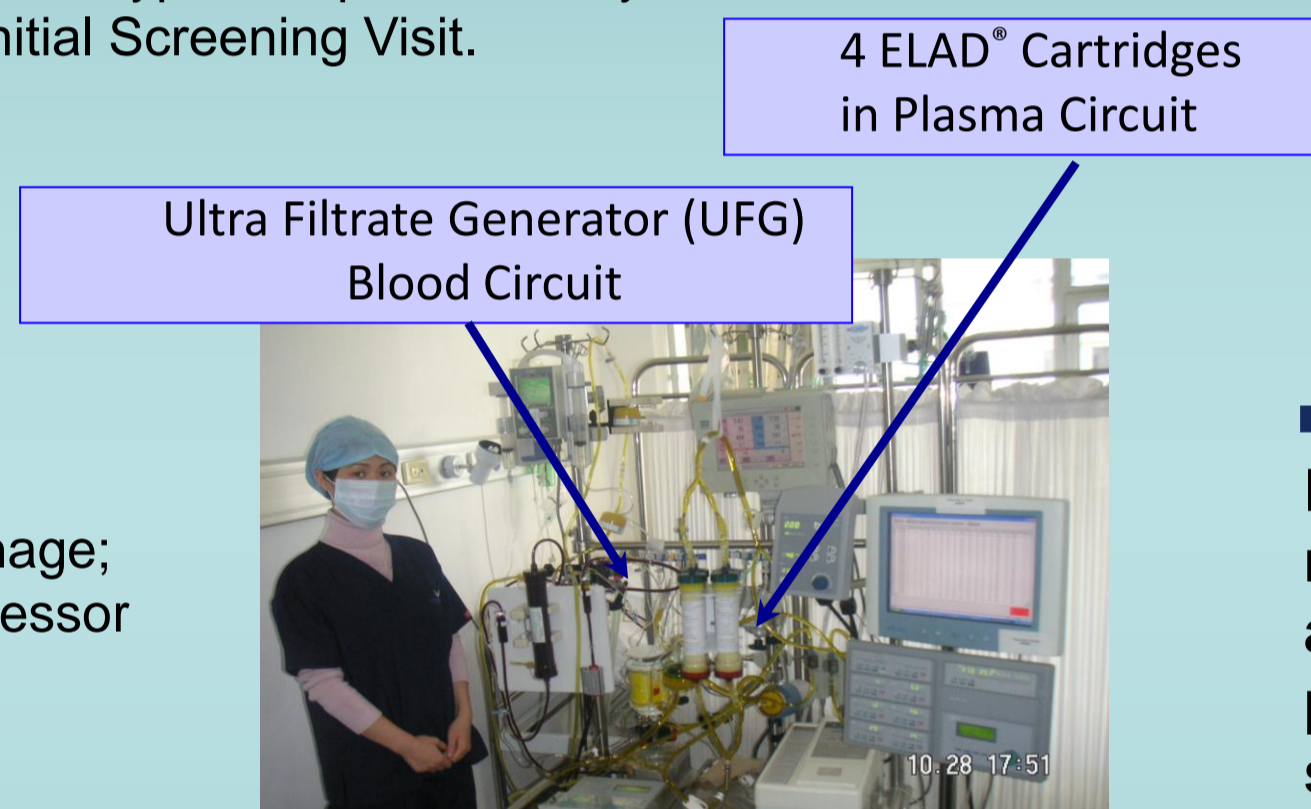 nitial Screening Visit.
4 ELAD® Cartridges
in Plasma Circuit
Ultra Filtrate Generator (UFG)
Blood Circuit
nage;
essor
10.28 17:51